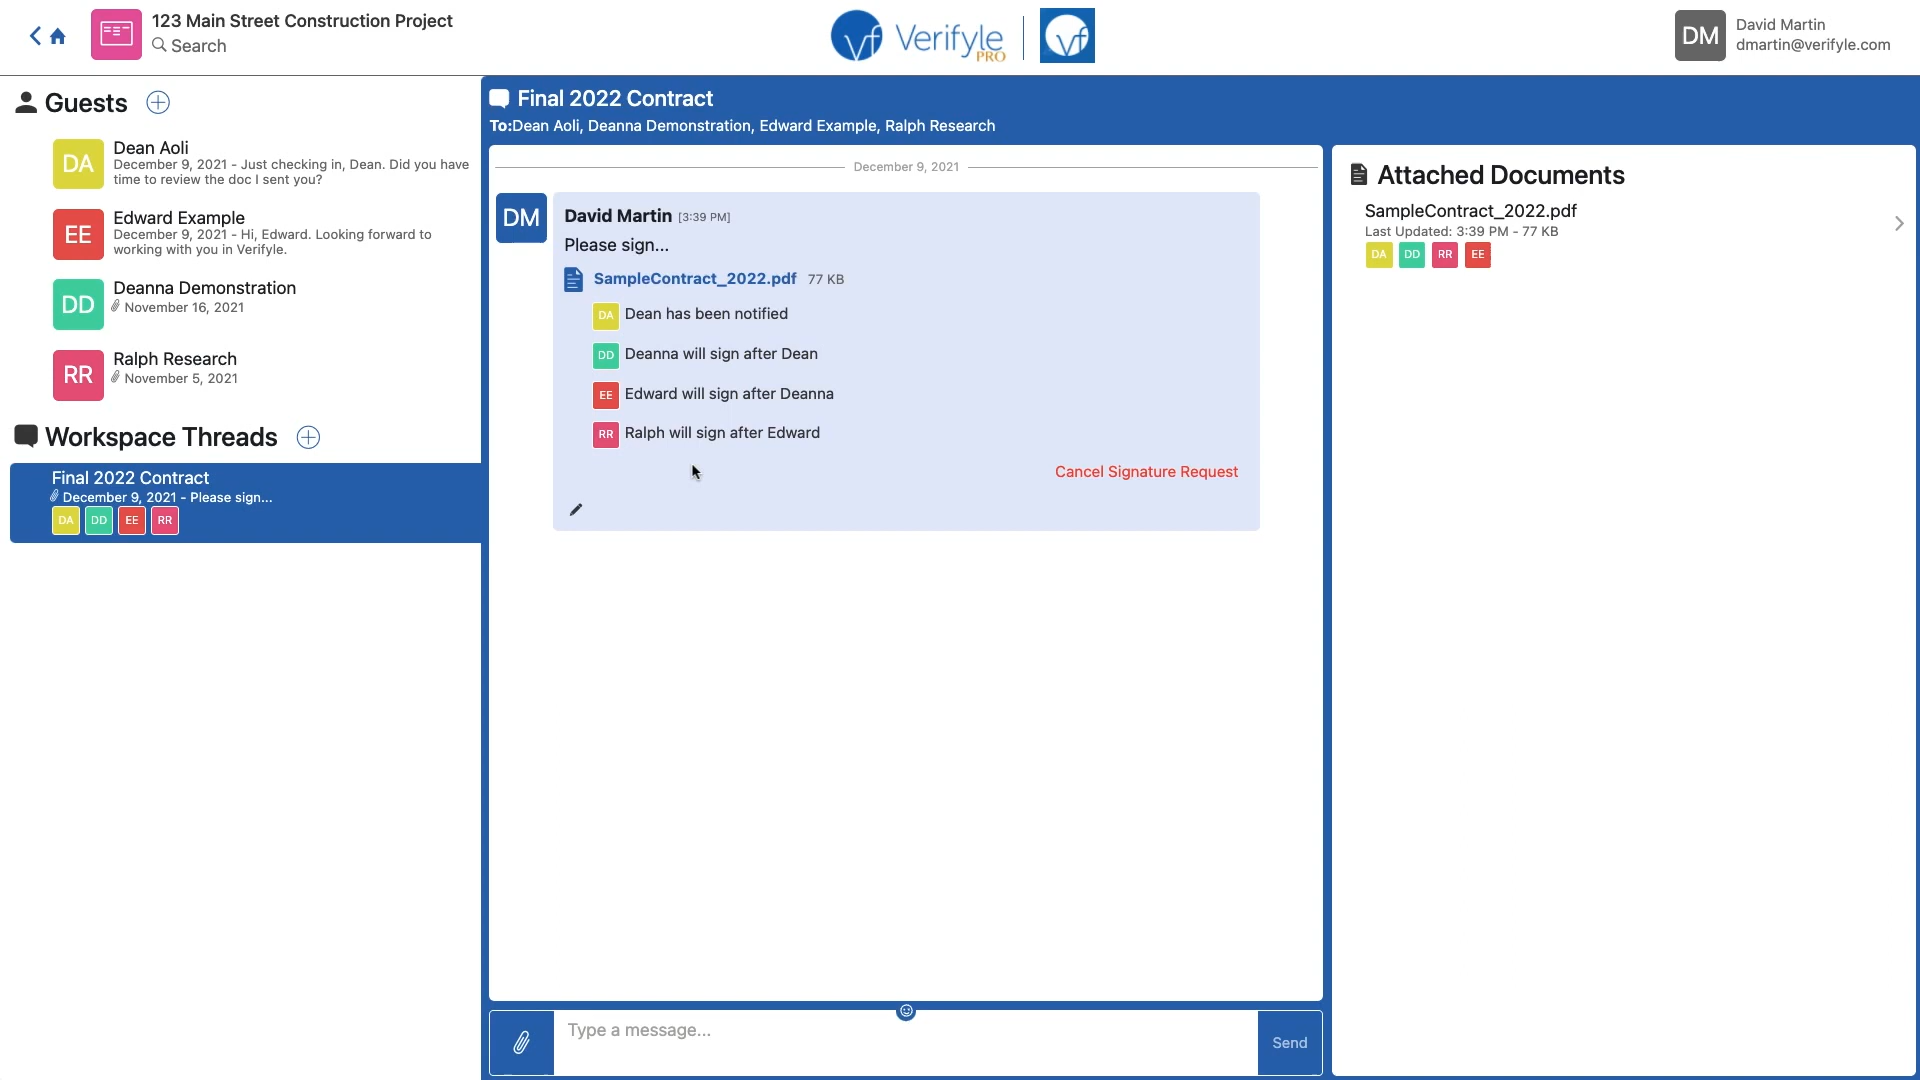 123 Main Street Construction Project
Search
vf Verifyle
PRO
vf
DM
David Martin
dmartin@verifyle.com
Guests
DA
Dean Aoli
December 9, 2021 - Just checking in, Dean. Did you have
time to review the doc I sent you?
EE
Edward Example
December 9, 2021 - Hi, Edward. Looking forward to
working with you in Verifyle.
DD
Deanna Demonstration
November 16, 2021
RR
Ralph Research
November 5, 2021
Workspace Threads
Final 2022 Contract
December 9, 2021 - Please sign...
DA DD EE RR
Final 2022 Contract
To:Dean Aoli, Deanna Demonstration, Edward Example, Ralph Research
December 9, 2021
DM
David Martin [3:39 PM]
Please sign...
SampleContract_2022.pdf 77 KB
DA Dean has been notified
DD Deanna will sign after Dean
EE Edward will sign after Deanna
RR Ralph will sign after Edward
Cancel Signature Request
Type a message...
Send
Attached Documents
SampleContract_2022.pdf
Last Updated: 3:39 PM - 77 KB
DA DD RR EE